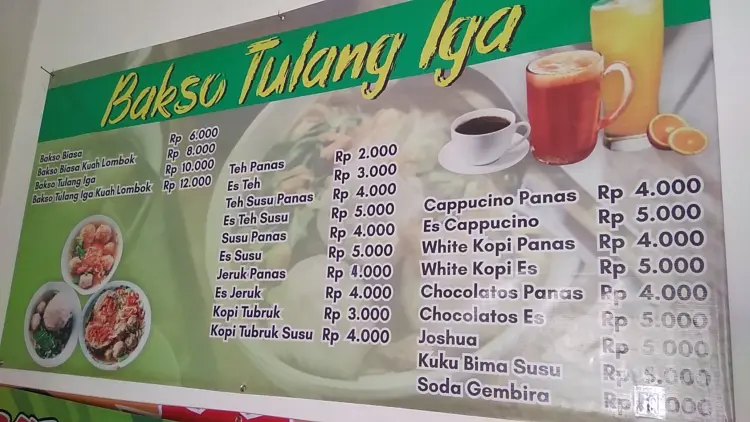 Bakso Tulang Iga
Bakso Biasa Rp 6.000
Bakso Biasa Kuah Lombok Rp 8.000
Bakso Tulang Iga Rp 10.000
Bakso Tulang Iga Kuah Lombok Rp 12.000
Teh Panas Rp 2.000
Es Teh Rp 3.000
Teh Susu Panas Rp 4.000
Es Teh Susu Rp 5.000
Susu Panas Rp 4.000
Es Susu Rp 5.000
Jeruk Panas Rp 4.000
Es Jeruk Rp 4.000
Kopi Tubruk Rp 3.000
Kopi Tubruk Susu Rp 4.000
Cappucino Panas Rp 4.000
Es Cappucino Rp 5.000
White Kopi Panas Rp 4.000
White Kopi Es Rp 5.000
Chocolatos Panas Rp 4.000
Chocolatos Es Rp 5.000
Joshua Rp 5.000
Kuku Bima Susu Rp
Soda Gembira Rp